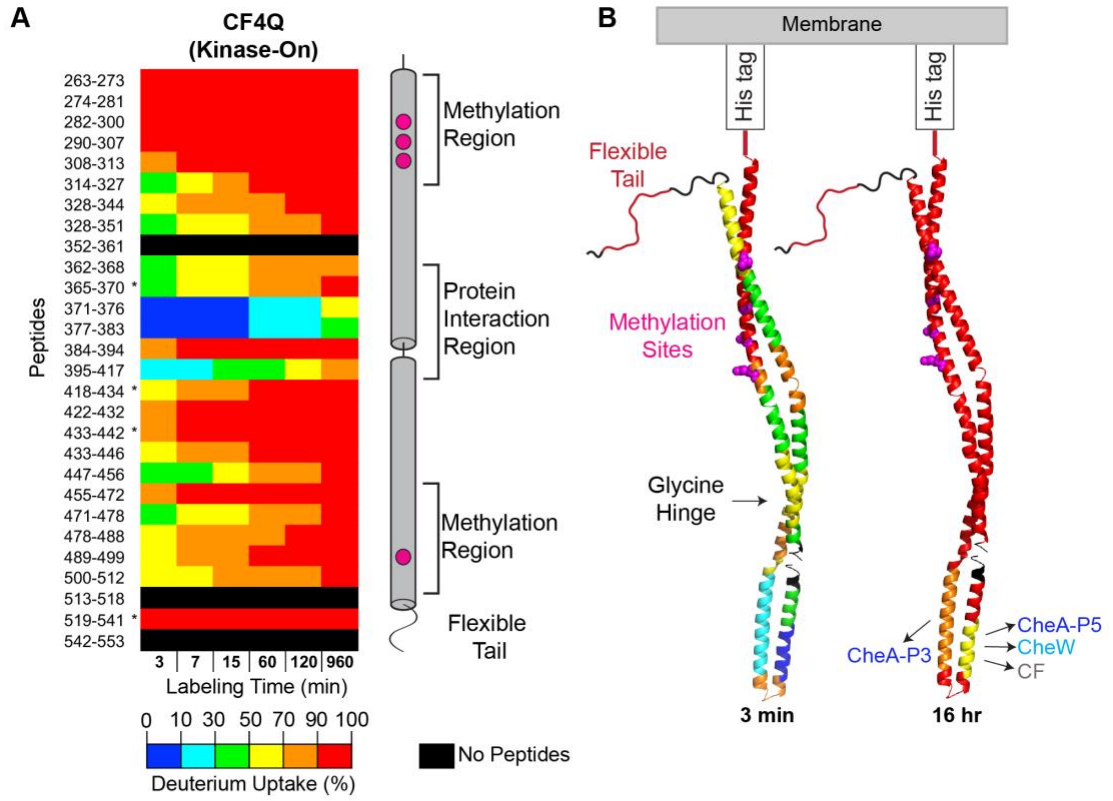 A
CF4Q
(Kinase-On)
Peptides
263-273
274-281
282-300
290-307
308-313
314-327
328-344
328-351
352-361
362-368
365-370 *
371-376
377-383
384-394
395-417
418-434 *
422-432
433-442 *
433-446
447-456
455-472
471-478
478-488
489-499
500-512
513-518
519-541 *
542-553
3 | 7 | 15 | 60 | 120 | 960
Labeling Time (min)
0 10 30 50 70 90 100
Deuterium Uptake (%)
No Peptides
Methylation
Region
Protein
Interaction
Region
Methylation
Region
Flexible
Tail
B
Membrane
His tag
His tag
Flexible
Tail
Methylation
Sites
Glycine
Hinge
CheA-P3
CheA-P5
CheW
CF
3 min
16 hr